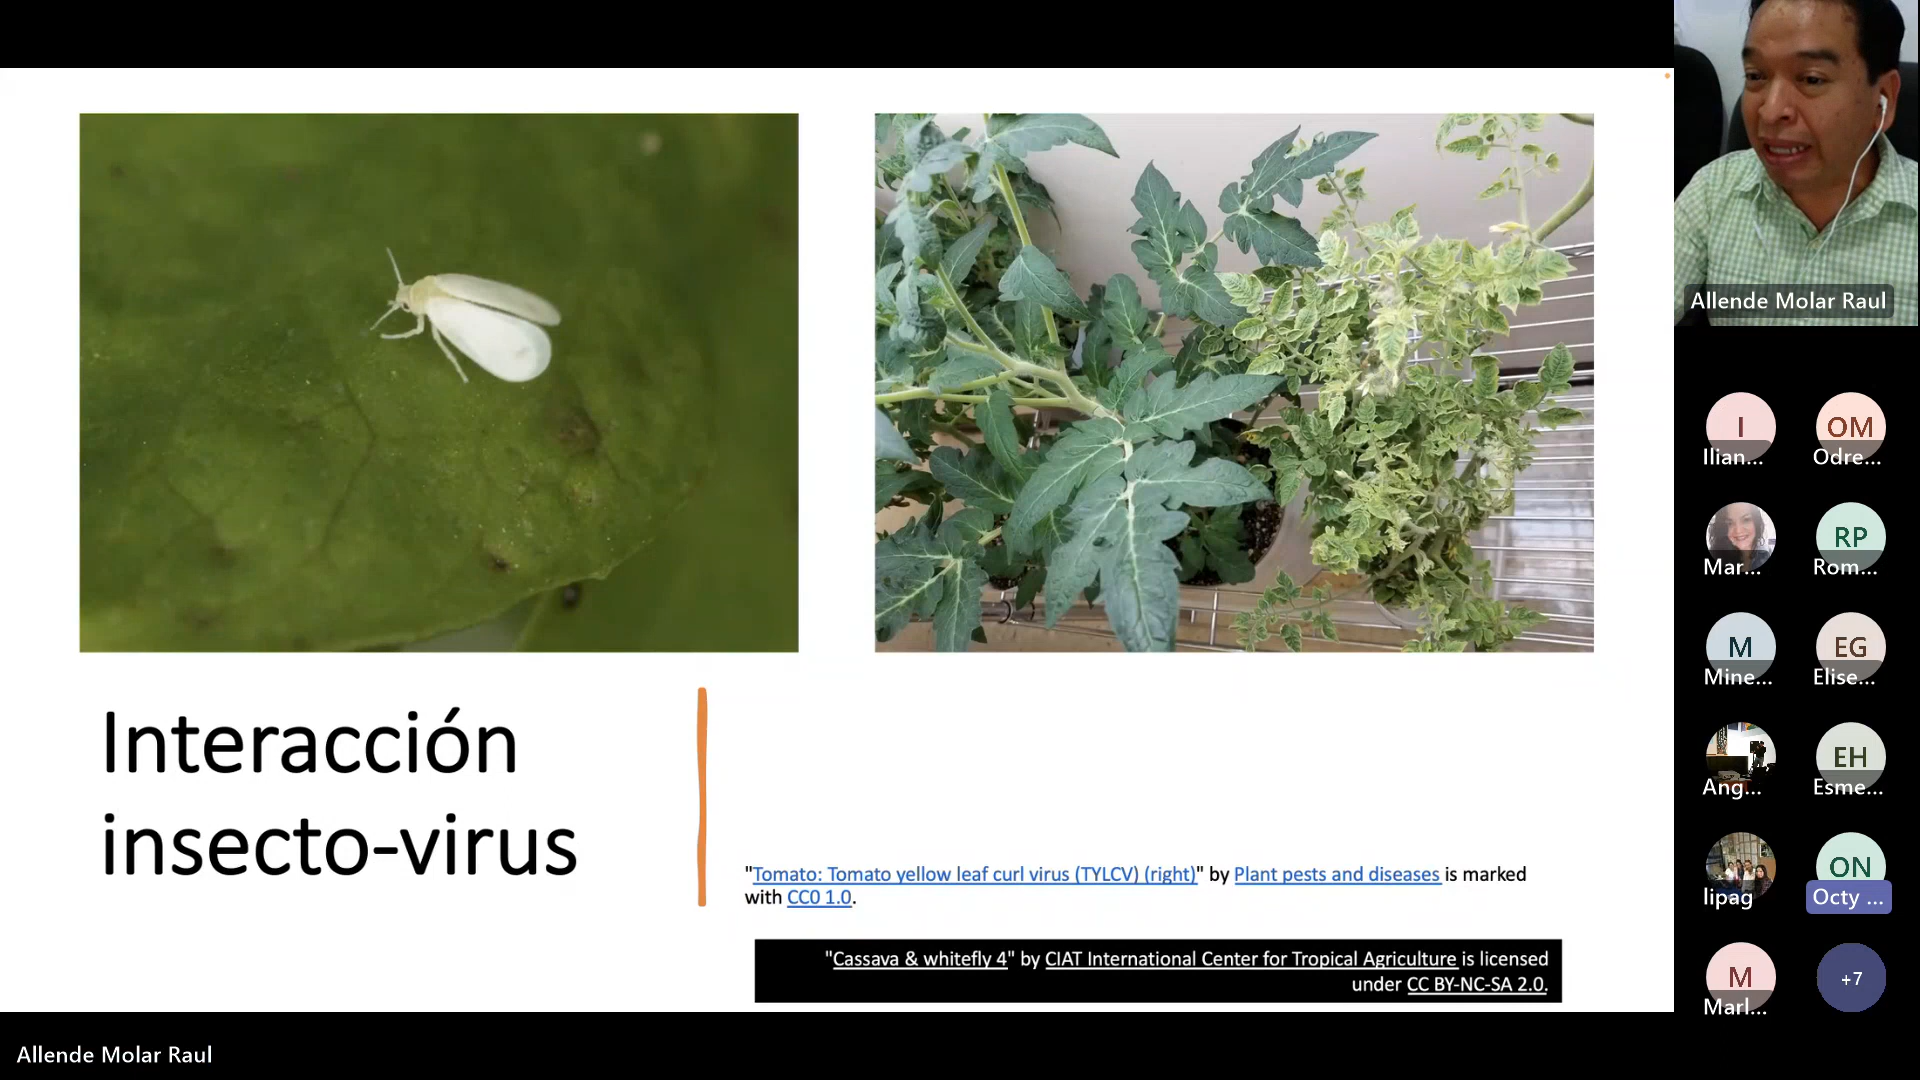 Interacción
insecto-virus
"Tomato: Tomato yellow leaf curl virus (TYLCV) (right)" by Plant pests and diseases is marked
with CC0 1.0.
"Cassava & whitefly 4" by CIAT International Center for Tropical Agriculture is licensed
under CC BY-NC-SA 2.0.
Allende Molar Raul
I
Ilian...
OM
Odre...
Mar...
RP
Rom...
M
Mine...
EG
Elise...
Ang...
EH
Esme...
lipag
ON
Octy ...
M
Marl...
+7
Allende Molar Raul